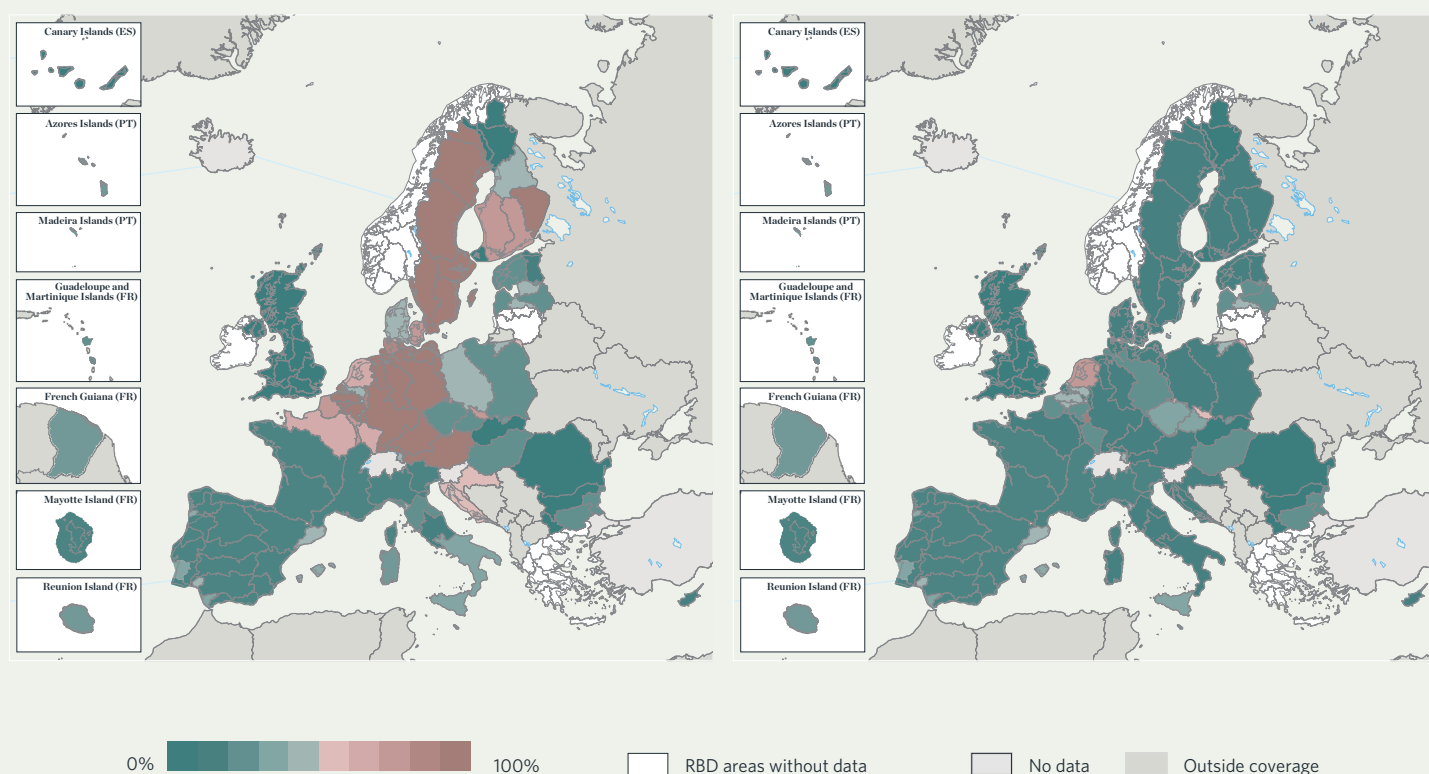 Canary Islands (ES)
Azores Islands (PT)
Madeira Islands (PT)
Guadeloupe and
Martinique Islands (FR)
French Guiana (FR)
Mayotte Island (FR)
Reunion Island (FR)
Canary Islands (ES)
Azores Islands (PT)
Madeira Islands (PT)
Guadeloupe and
Martinique Islands (FR)
French Guiana (FR)
Mayotte Island (FR)
Reunion Island (FR)
0% 100% RBD areas without data No data Outside coverage